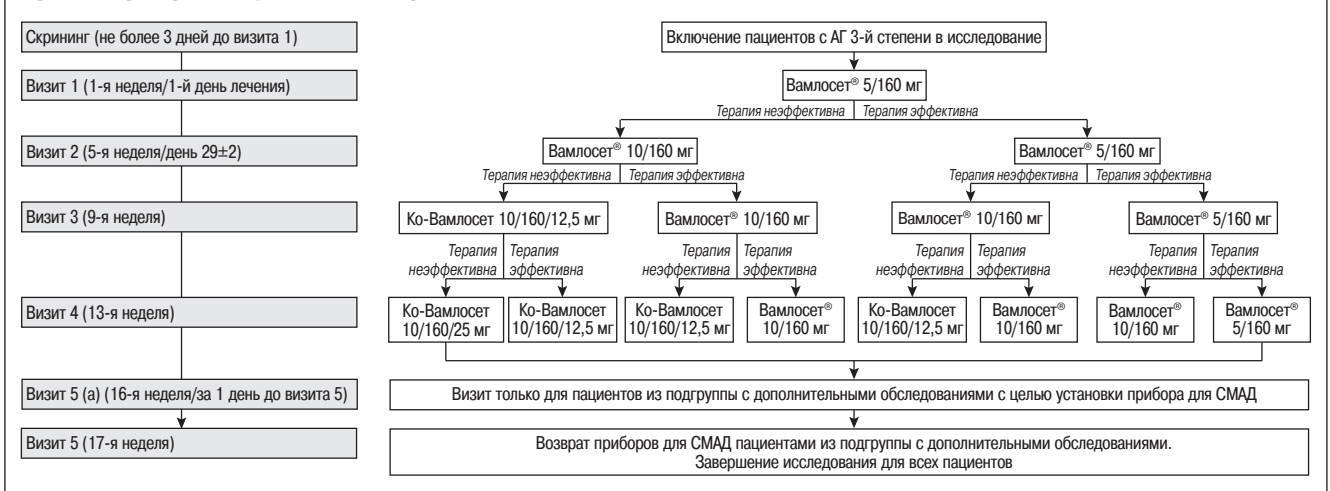 Скрининг (не более 3 дней до визита 1)
Включение пациентов с АГ 3-й степени в исследование
Визит 1 (1-я неделя/1-й день лечения)
Вамлосет® 5/160 мг
Терапия неэффективна
Терапия эффективна
Визит 2 (5-я неделя/день 29±2)
Вамлосет® 10/160 мг
Вамлосет® 5/160 мг
Терапия неэффективна
Терапия эффективна
Терапия неэффективна
Терапия эффективна
Визит 3 (9-я неделя)
Ко-Вамлосет 10/160/12,5 мг
Вамлосет® 10/160 мг
Вамлосет® 10/160 мг
Вамлосет® 5/160 мг
Терапия
неэффективна
Терапия
эффективна
Терапия
неэффективна
Терапия
эффективна
Терапия
неэффективна
Терапия
эффективна
Терапия
неэффективна
Терапия
эффективна
Визит 4 (13-я неделя)
Ко-Вамлосет
10/160/25 мг
Ко-Вамлосет
10/160/12,5 мг
Ко-Вамлосет
10/160/12,5 мг
Вамлосет®
10/160 мг
Ко-Вамлосет
10/160/12,5 мг
Вамлосет®
10/160 мг
Вамлосет®
10/160 мг
Вамлосет®
5/160 мг
Визит 5 (а) (16-я неделя/за 1 день до визита 5)
Визит только для пациентов из подгруппы с дополнительными обследованиями с целью установки прибора для СМАД
Визит 5 (17-я неделя)
Возврат приборов для СМАД пациентами из подгруппы с дополнительными обследованиями.
Завершение исследования для всех пациентов